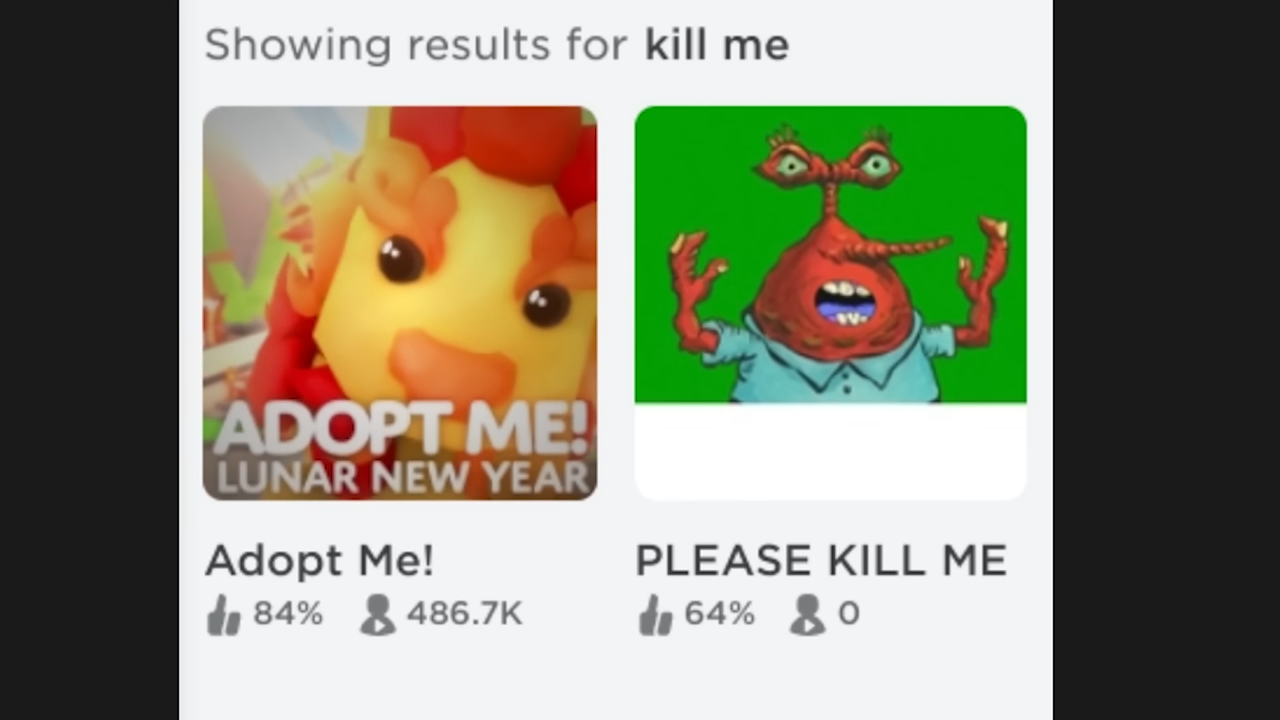 Showing results for kill me
ADOPT ME!
LUNAR NEW YEAR
Adopt Me!
84% 486.7K
PLEASE KILL ME
64% 0